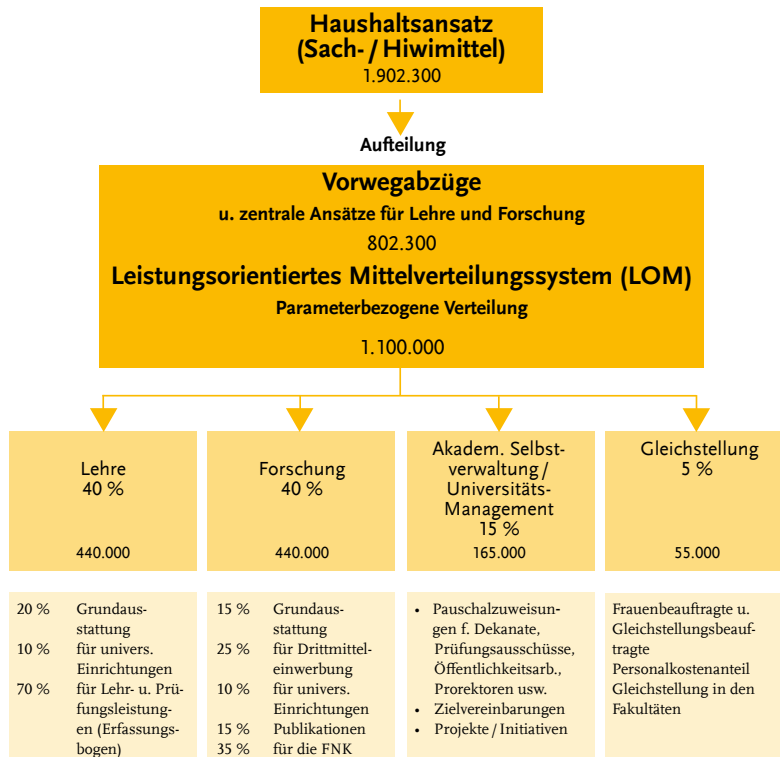 Haushaltsansatz
(Sach- / Hiwimittel)
1.902.300
Aufteilung
Vorwegabzüge
u. zentrale Ansätze für Lehre und Forschung
802.300
Leistungsorientiertes Mittelverteilungssystem (LOM)
Parameterbezogene Verteilung
1.100.000
Lehre
40 %
440.000
20 % Grundaus-
stattung
10 % für univers.
Einrichtungen
70 % für Lehr- u. Prü-
fungsleistung-
en (Erfassungs-
bogen)
Forschung
40 %
440.000
15 % Grundaus-
stattung
25 % für Drittmittel-
einwerbung
10 % für univers.
Einrichtungen
15 % Publikationen
35 % für die FNK
Akadem. Selbst-
verwaltung /
Universitäts-
Management
15 %
165.000
• Pauschalzuweisun-
gen f. Dekanate,
Prüfungsausschüsse,
Öffentlichkeitsarb.,
Prorektoren usw.
• Zielvereinbarungen
• Projekte / Initiativen
Gleichstellung
5 %
55.000
Frauenbeauftragte u.
Gleichstellungsbeauf-
tragte
Personalkostenanteil
Gleichstellung in den
Fakultäten